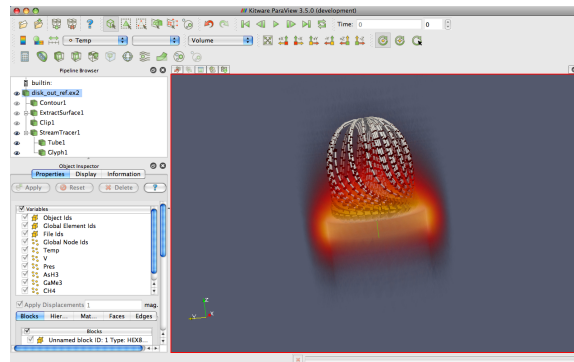 Kitware ParaView 3.5.0 (development)
Time: 0 0
Temp Volume
Pipeline Browser
builtin:
disk_out_ref.ex2
Contour1
ExtractSurface1
Clip1
StreamTracer1
Tube1
Glyph1
Object Inspector
Properties Display Information
Apply Reset Delete ?
Variables
Object Ids
Global Element Ids
File Ids
Global Node Ids
Temp
V
Pres
AsH3
GaMe3
CH4
Apply Displacements 1 mag.
Blocks Hier... Mat... Faces Edges
Blocks
Unnamed block ID: 1 Type: HEX8...
Z
Y X